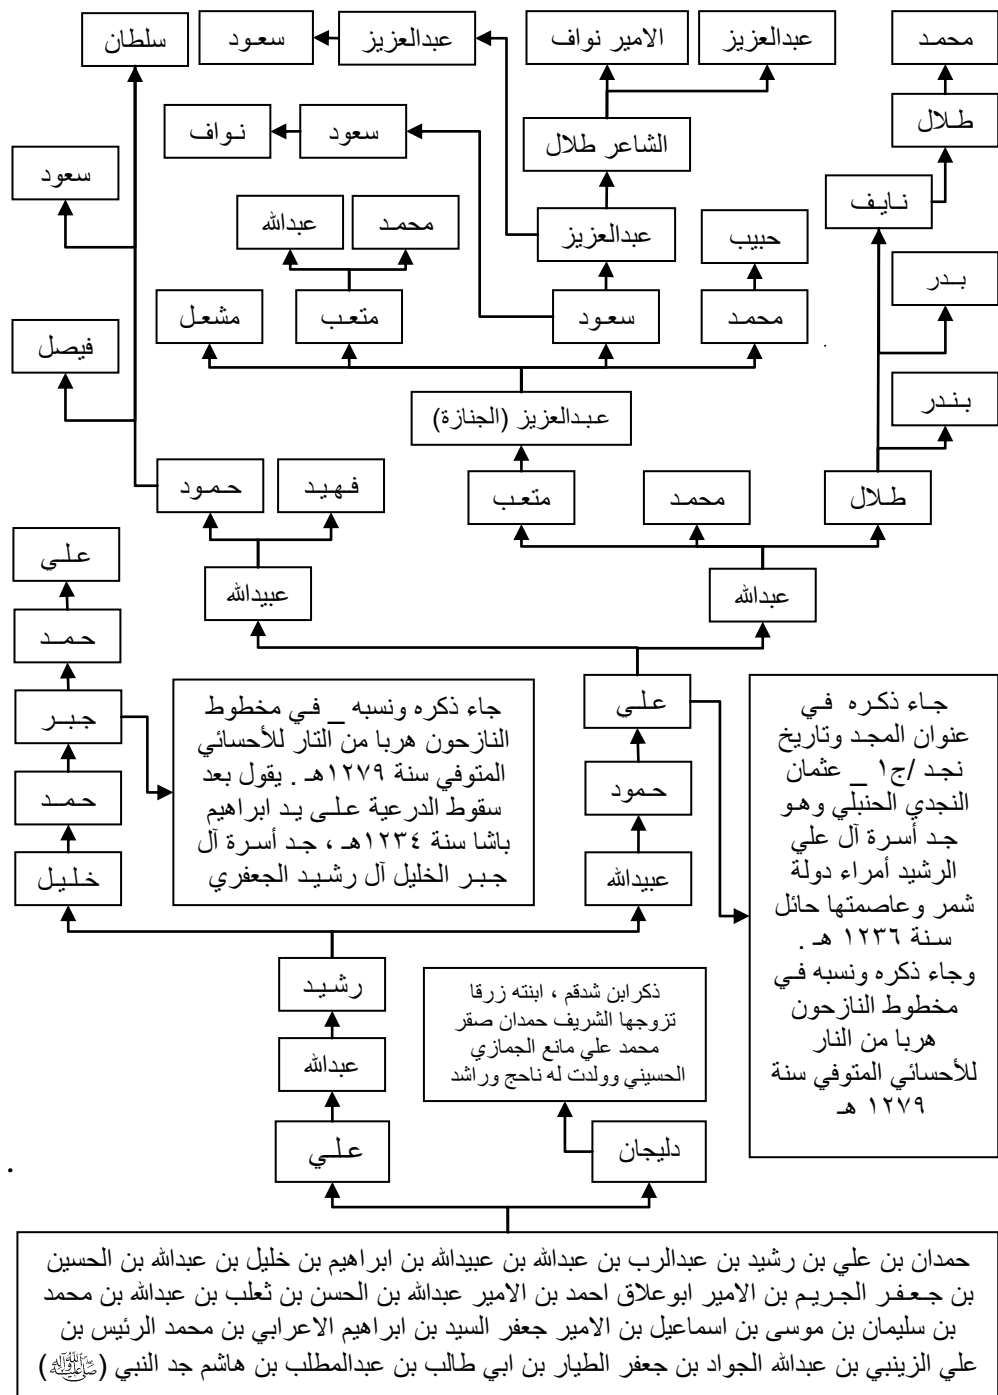 سلطان
سعود
عبدالعزيز
الامير نواف
عبدالعزيز
محمد
نواف
سعود
الشاعر طلال
طلال
سعود
عبدالله
محمد
عبدالعزيز
حبيب
نايف
بدر
مشعل
متعب
سعود
محمد
فيصل
عبدالعزيز (الجنازة)
بندر
حمود
فهيد
متعب
محمد
طلال
علي
عبيدالله
عبدالله
حمد
جبر
علي
جاء ذكره ونسبه _ في مخطوط
النازحون هربا من التار للأحسائي
المتوفي سنة ١٢٧٩هـ . يقول بعد
سقوط الدرعية على يد ابراهيم
باشا سنة ١٢٣٤هـ ، جد أسرة آل
جبر الخليل آل رشيد الجعفري
جاء ذكره في
عنوان المجد وتاريخ
نجد /ج١ _ عثمان
النجدي الحنبلي وهو
جد أسرة آل علي
الرشيد أمراء دولة
شمر وعاصمتها حائل
سنة ١٢٣٦ هـ .
وجاء ذكره ونسبه في
مخطوط النازحون
هربا من النار
للأحسائي المتوفي سنة
١٢٧٩ هـ
حمد
حمود
خليل
عبيدالله
رشيد
ذكرابن شدقم ، ابنته زرقا
تزوجها الشريف حمدان صقر
محمد علي مانع الجمازي
الحسيني وولدت له ناحج وراشد
عبدالله
علي
دليجان
حمدان بن علي بن رشيد بن عبدالرب بن عبدالله بن عبيدالله بن ابراهيم بن خليل بن عبدالله بن الحسين
بن جعفر الجريم بن الامير ابوعلاق احمد بن الامير عبدالله بن الحسن بن ثعلب بن عبدالله بن محمد
بن سليمان بن موسى بن اسماعيل بن الامير جعفر السيد بن ابراهيم الاعرابي بن محمد الرئيس بن
علي الزينبي بن عبدالله الجواد بن جعفر الطيار بن ابي طالب بن عبدالمطلب بن هاشم جد النبي (ﷺ)